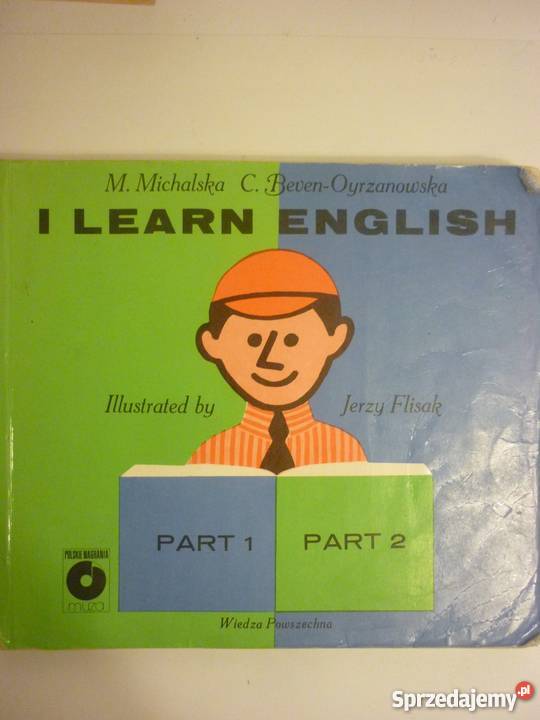 M. Michalska C. Beven-Oyrzanowska
I LEARN ENGLISH
Illustrated by Jerzy Flisak
PART 1 PART 2
POLSKIE NAGRANIA
muza
Wiedza Powszechna
Sprzedajemy.pl